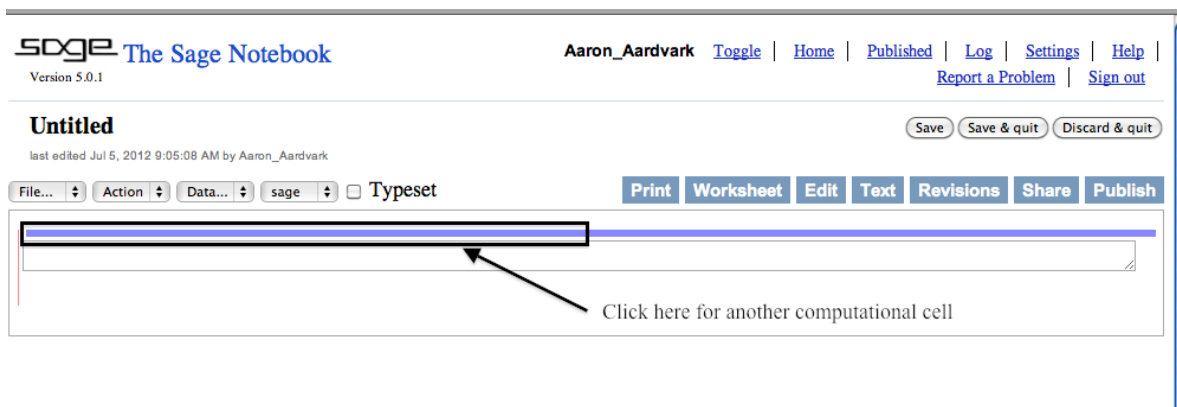 sage The Sage Notebook
Aaron_Aardvark Toggle | Home | Published | Log | Settings | Help |
Version 5.0.1
Report a Problem | Sign out
Untitled
Save Save & quit Discard & quit
last edited Jul 5, 2012 9:05:08 AM by Aaron_Aardvark
File... Action Data... sage Typeset
Print Worksheet Edit Text Revisions Share Publish
Click here for another computational cell